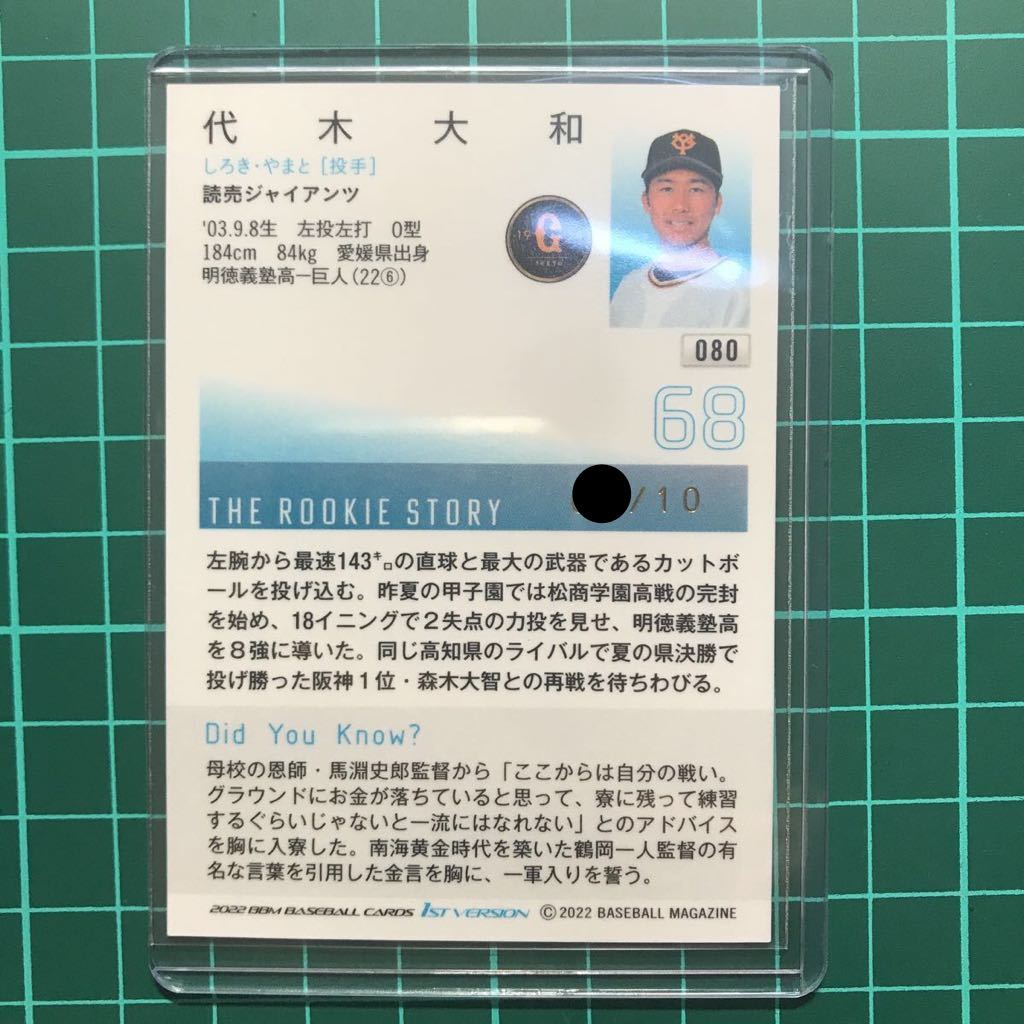 代木大和
しろき・やまと［投手］
読売ジャイアンツ
'03.9.8生　左投左打　O型
184cm　84kg　愛媛県出身
明徳義塾高―巨人(22⑥)
19 G
080
68
THE ROOKIE STORY /10
左腕から最速143㌔の直球と最大の武器であるカットボ
ールを投げ込む。昨夏の甲子園では松商学園高戦の完封
を始め、18イニングで２失点の力投を見せ、明徳義塾高
を８強に導いた。同じ高知県のライバルで夏の県決勝で
投げ勝った阪神１位・森木大智との再戦を待ちわびる。
Did You Know?
母校の恩師・馬淵史郎監督から「ここからは自分の戦い。
グラウンドにお金が落ちていると思って、寮に残って練習
するぐらいじゃないと一流にはなれない」とのアドバイス
を胸に入寮した。南海黄金時代を築いた鶴岡一人監督の有
名な言葉を引用した金言を胸に、一軍入りを誓う。
2022 BBM BASEBALL CARDS 1ST VERSION ©2022 BASEBALL MAGAZINE